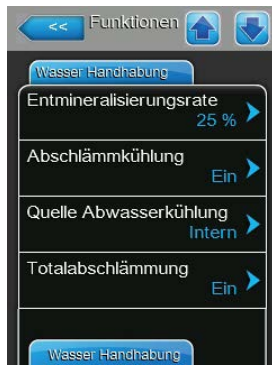 << Funktionen
Wasser Handhabung
Entmineralisierungsrate
25 %
Abschlämmkühlung
Ein
Quelle Abwasserkühlung
Intern
Totalabschlämmung
Ein
Wasser Handhabung